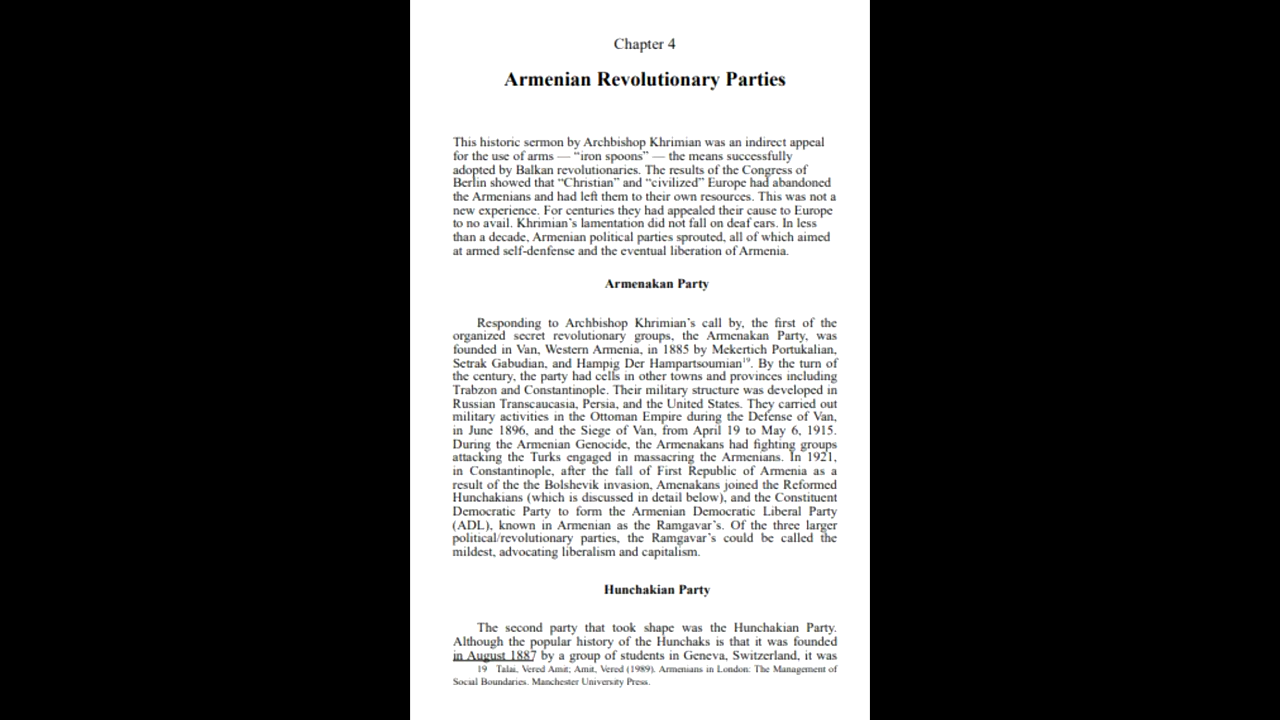 Chapter 4
Armenian Revolutionary Parties
This historic sermon by Archbishop Khrimian was an indirect appeal
for the use of arms — “iron spoons” — the means successfully
adopted by Balkan revolutionaries. The results of the Congress of
Berlin showed that “Christian” and “civilized” Europe had abandoned
the Armenians and had left them to their own resources. This was not a
new experience. For centuries they had appealed their cause to Europe
to no avail. Khrimian’s lamentation did not fall on deaf ears. In less
than a decade, Armenian political parties sprouted, all of which aimed
at armed self-denfense and the eventual liberation of Armenia.
Armenakan Party
Responding to Archbishop Khrimian’s call by, the first of the
organized secret revolutionary groups, the Armenakan Party, was
founded in Van, Western Armenia, in 1885 by Mekertich Portukalian,
Setrak Gabudian, and Hampig Der Hampartsoumian19. By the turn of
the century, the party had cells in other towns and provinces including
Trabzon and Constantinople. Their military structure was developed in
Russian Transcaucasia, Persia, and the United States. They carried out
military activities in the Ottoman Empire during the Defense of Van,
in June 1896, and the Siege of Van, from April 19 to May 6, 1915.
During the Armenian Genocide, the Armenakans had fighting groups
attacking the Turks engaged in massacring the Armenians. In 1921,
in Constantinople, after the fall of First Republic of Armenia as a
result of the the Bolshevik invasion, Amenakans joined the Reformed
Hunchakians (which is discussed in detail below), and the Constituent
Democratic Party to form the Armenian Democratic Liberal Party
(ADL), known in Armenian as the Ramgavar’s. Of the three larger
political/revolutionary parties, the Ramgavar’s could be called the
mildest, advocating liberalism and capitalism.
Hunchakian Party
The second party that took shape was the Hunchakian Party.
Although the popular history of the Hunchaks is that it was founded
in August 1887 by a group of students in Geneva, Switzerland, it was
19 Talai, Vered Amit; Amit, Vered (1989). Armenians in London: The Management of
Social Boundaries. Manchester University Press.